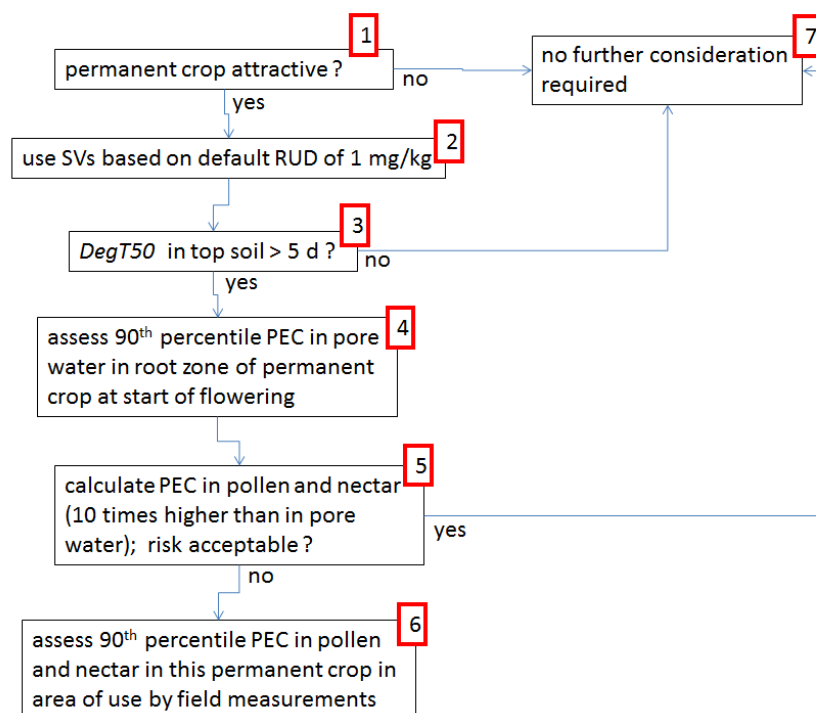 1
permanent crop attractive ?
no
yes
7
no further consideration
required
2
use SVs based on default RUD of 1 mg/kg
3
DegT50 in top soil > 5 d ?
no
yes
4
assess 90th percentile PEC in pore
water in root zone of permanent
crop at start of flowering
5
calculate PEC in pollen and nectar
(10 times higher than in pore
water); risk acceptable ?
yes
no
6
assess 90th percentile PEC in pollen
and nectar in this permanent crop in
area of use by field measurements